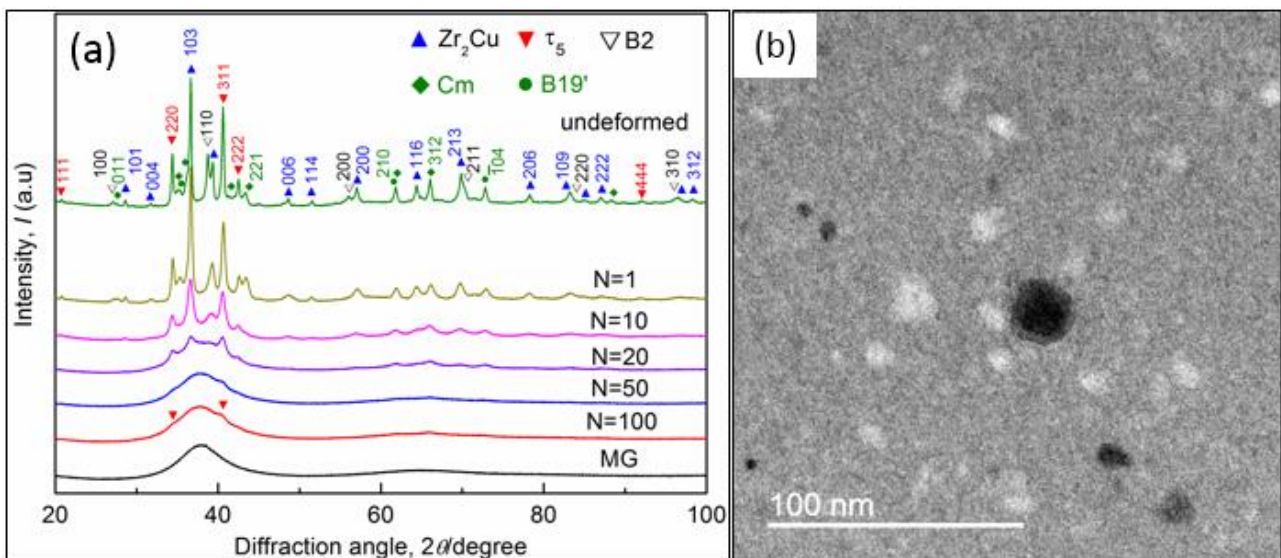 (a)
▲ Zr₂Cu ▼ τ₅ ▽ B2
◆ Cm ● B19'
undeformed
111 100 011 101 004 220 103 110 311 222 221 006 114 200 200 210 116 312 213 211 1̄04 206 109 220 222 444 310 312
N=1
N=10
N=20
N=50
N=100
MG
Intensity, I (a.u)
20 40 60 80 100
Diffraction angle, 2θ/degree
(b)
100 nm